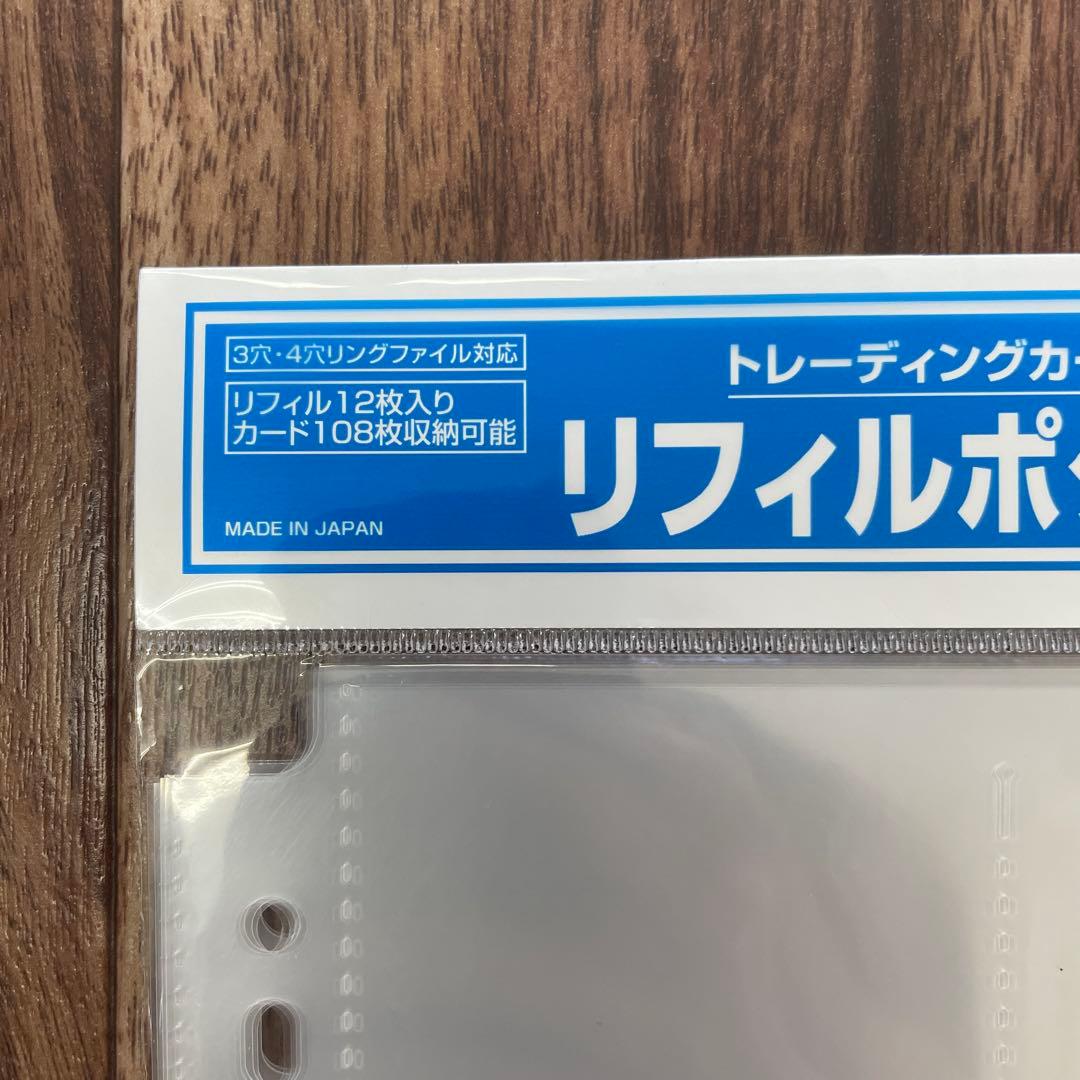 3穴・4穴リングファイル対応
リフィル12枚入り
カード108枚収納可能
MADE IN JAPAN
トレーディングカー
リフィルポ